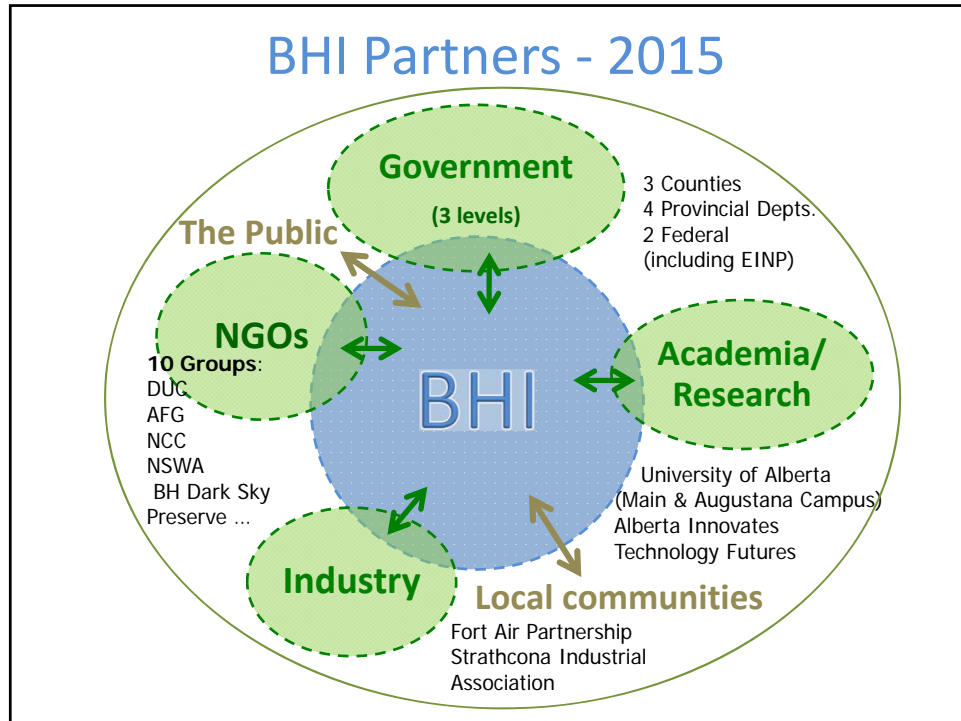 BHI Partners - 2015
Government
(3 levels)
3 Counties
4 Provincial Depts.
2 Federal
(including EINP)
The Public
NGOs
10 Groups:
DUC
AFG
NCC
NSWA
BH Dark Sky
Preserve ...
BHI
Academia/
Research
University of Alberta
(Main & Augustana Campus)
Alberta Innovates
Technology Futures
Industry
Local communities
Fort Air Partnership
Strathcona Industrial
Association